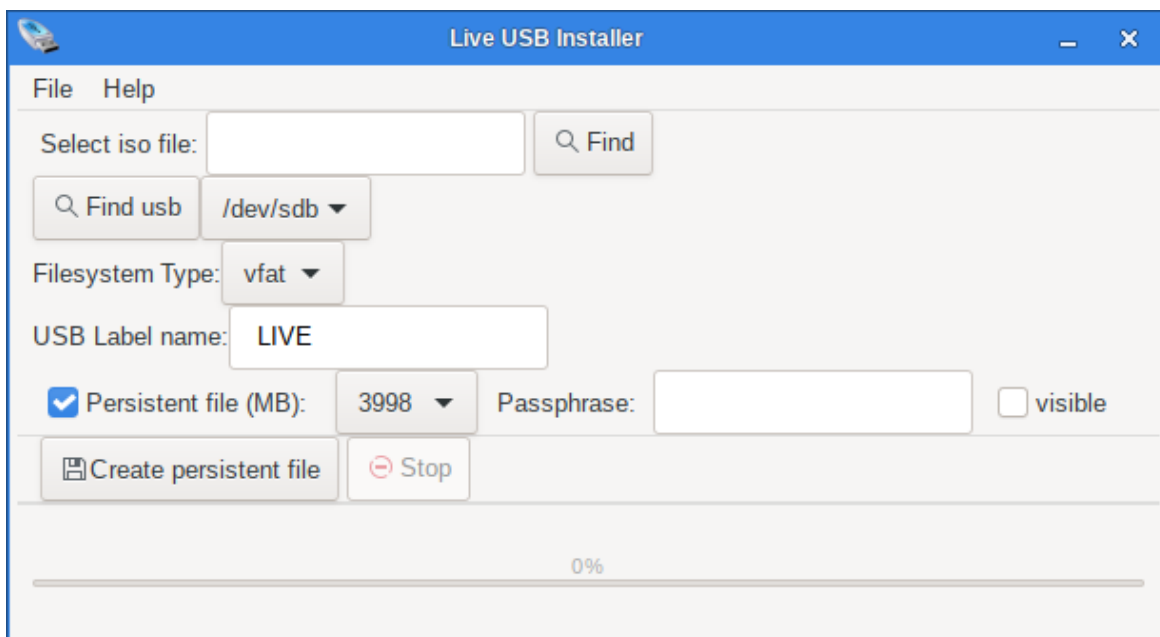 Live USB Installer
File Help
Select iso file: Find
Find usb /dev/sdb
Filesystem Type: vfat
USB Label name: LIVE
Persistent file (MB): 3998 Passphrase: visible
Create persistent file Stop
0%